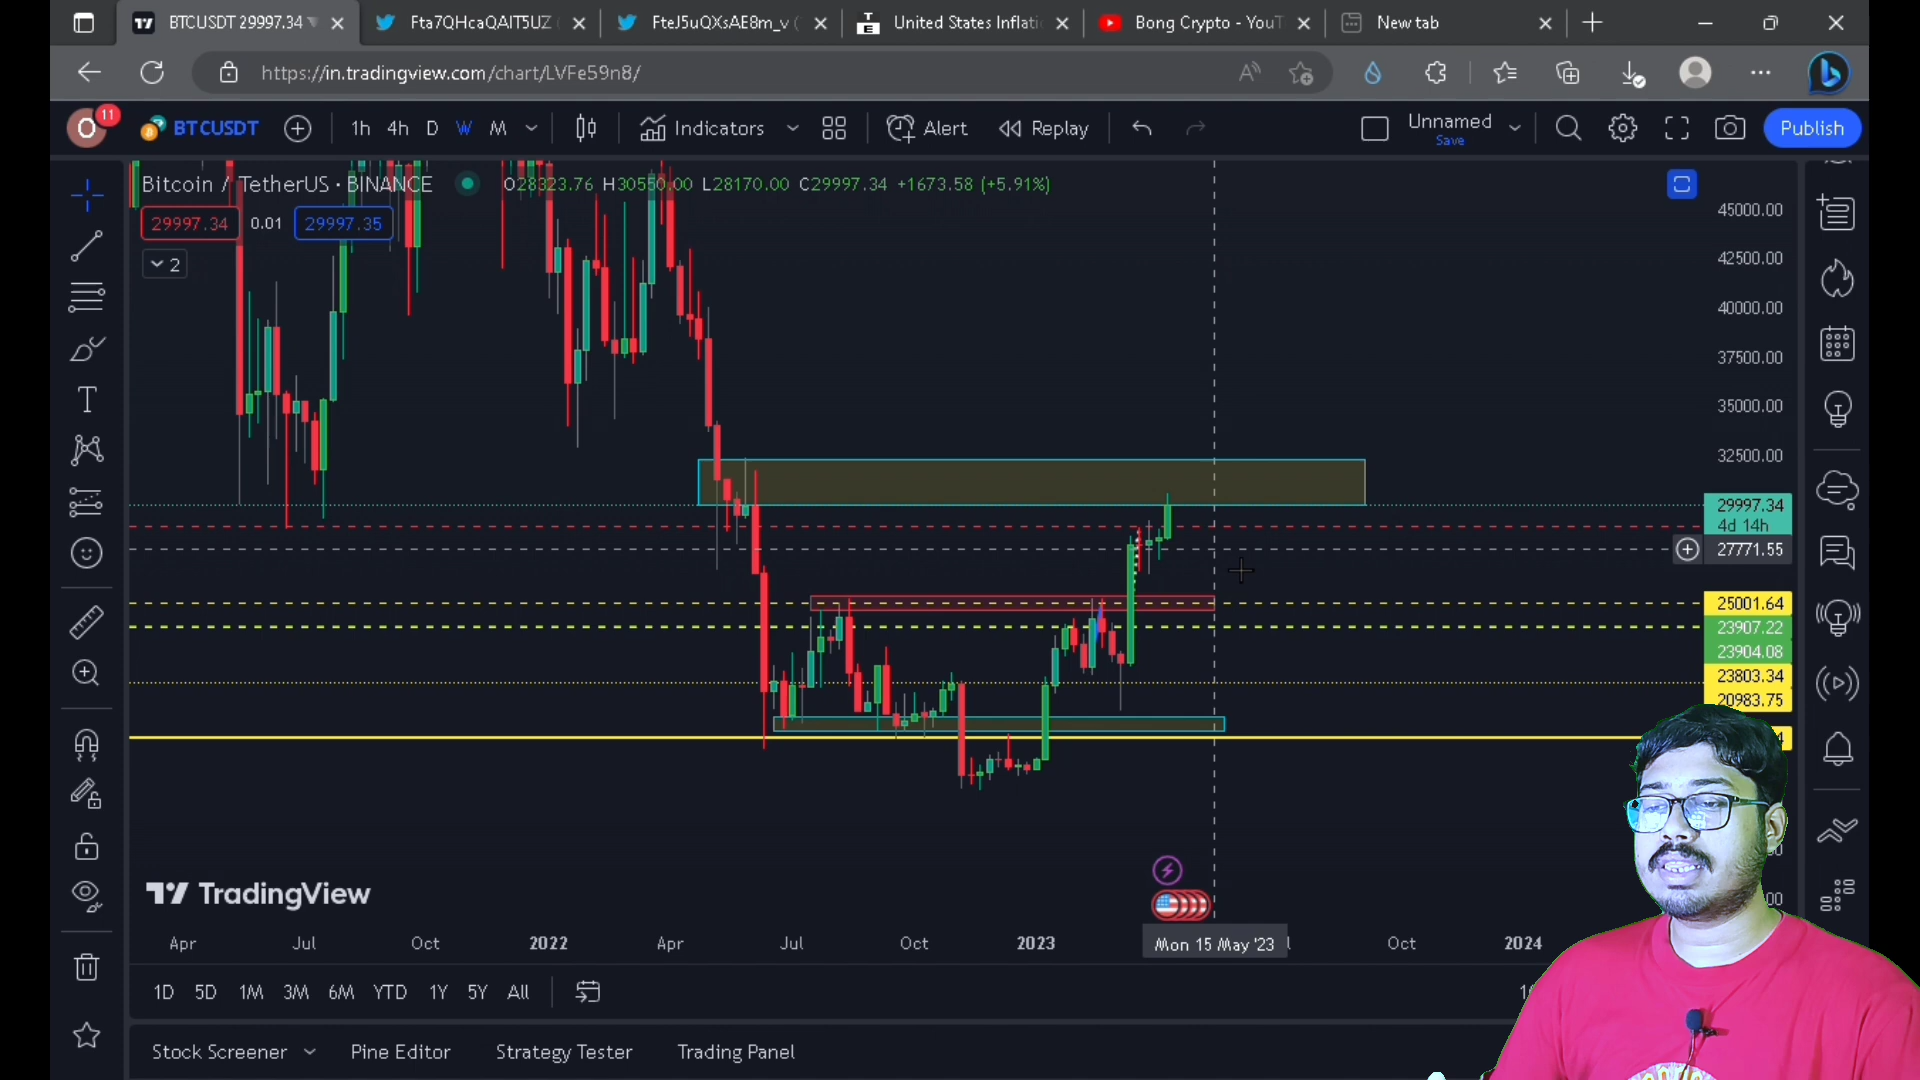 BTCUSDT 29997.34
Fta7QHcaQAIT5UZ
FteJ5uQXsAE8m_v (
United States Inflati
Bong Crypto - YouT
New tab
https://in.tradingview.com/chart/LVFe59n8/
O 11
BTCUSDT
1h 4h D W M
Indicators
Alert
Replay
Unnamed
Save
Publish
Bitcoin / TetherUS · BINANCE O28323.76 H30550.00 L28170.00 C29997.34 +1673.58 (+5.91%)
29997.34 0.01 29997.35
2
45000.00
42500.00
40000.00
37500.00
35000.00
32500.00
29997.34
4d 14h
27771.55
25001.64
23907.22
23904.08
23803.34
20983.75
TradingView
Apr Jul Oct 2022 Apr Jul Oct 2023 Mon 15 May '23 Oct 2024
1D 5D 1M 3M 6M YTD 1Y 5Y All
Stock Screener Pine Editor Strategy Tester Trading Panel